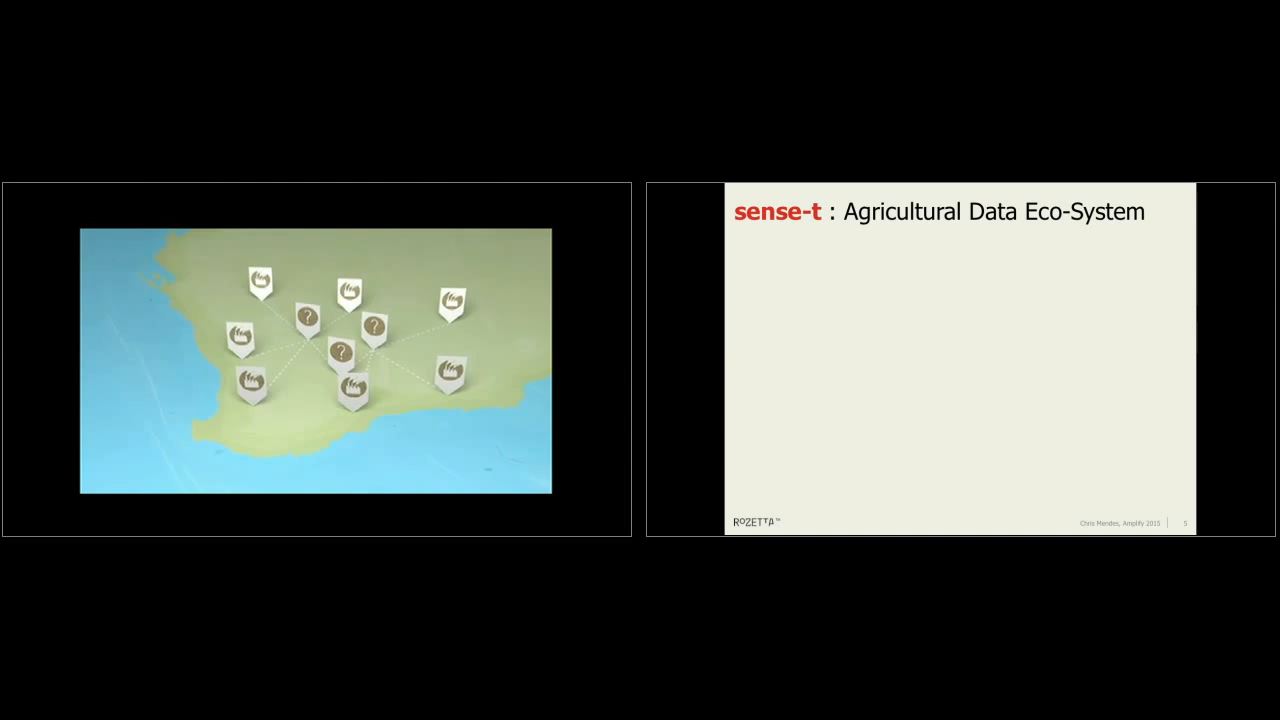 ?
?
?
sense-t : Agricultural Data Eco-System
ROZETTA™
Chris Mendes, Amplify 2015 | 5